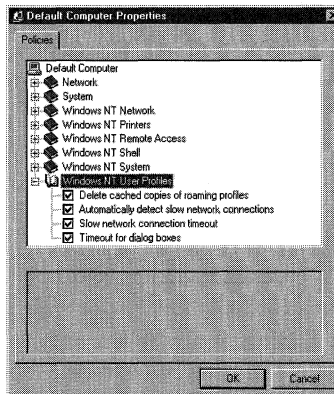 Default Computer Properties
Policies
Default Computer
Network
System
Windows NT Network
Windows NT Printers
Windows NT Remote Access
Windows NT Shell
Windows NT System
Windows NT User Profiles
Delete cached copies of roaming profiles
Automatically detect slow network connections
Slow network connection timeout
Timeout for dialog boxes
OK
Cancel